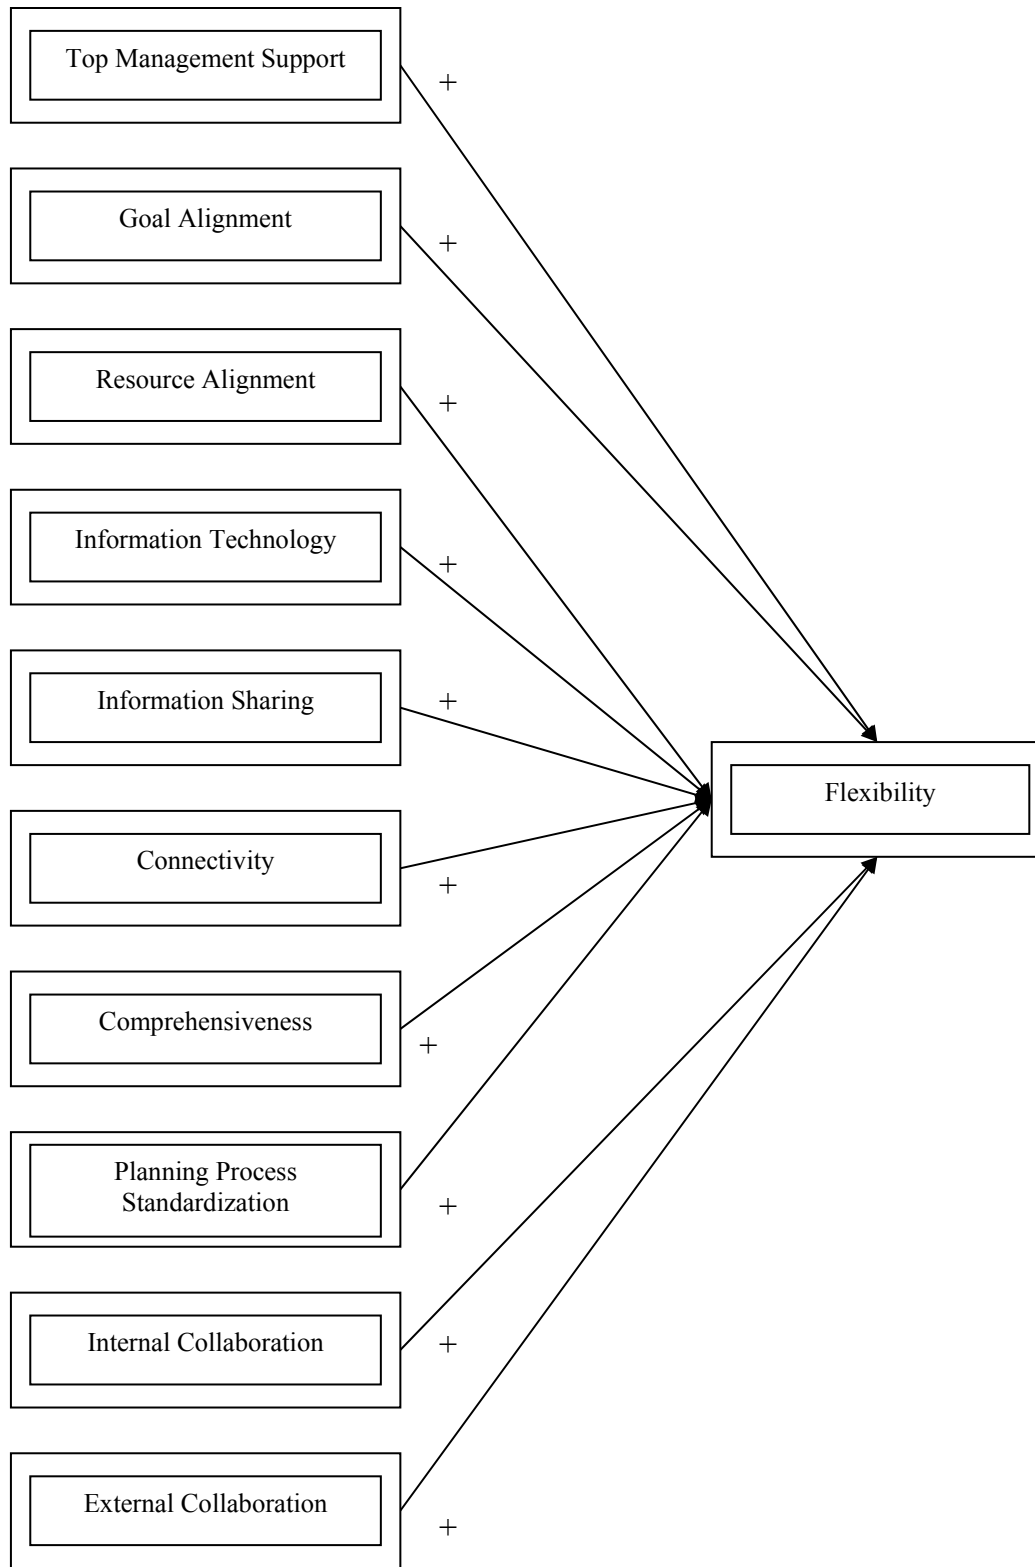 Top Management Support
+
Goal Alignment
+
Resource Alignment
+
Information Technology
+
Information Sharing
+
Flexibility
Connectivity
+
Comprehensiveness
+
Planning Process
Standardization
+
Internal Collaboration
+
External Collaboration
+